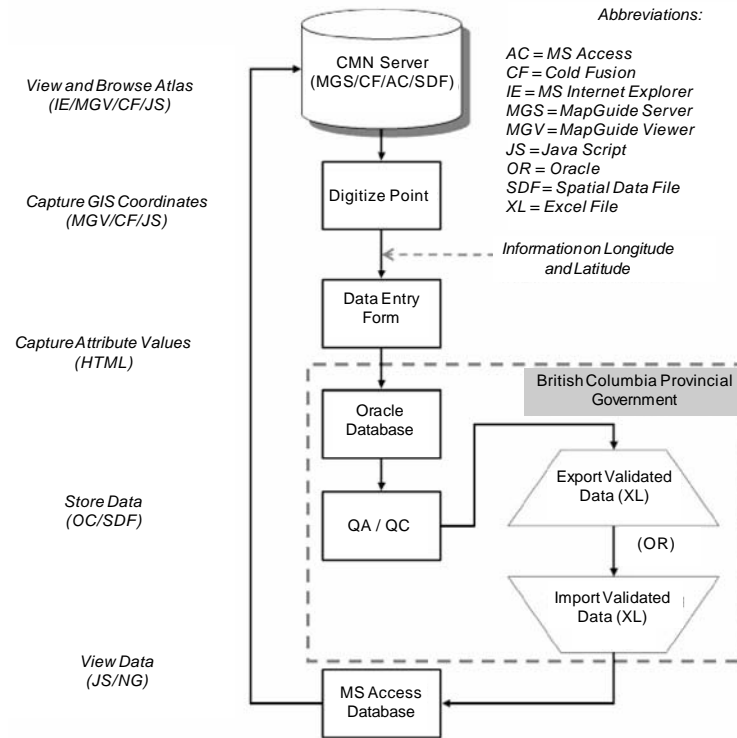 Abbreviations:
AC = MS Access
CF = Cold Fusion
IE = MS Internet Explorer
MGS = MapGuide Server
MGV = MapGuide Viewer
JS = Java Script
OR = Oracle
SDF = Spatial Data File
XL = Excel File
CMN Server
(MGS/CF/AC/SDF)
View and Browse Atlas
(IE/MGV/CF/JS)
Digitize Point
Capture GIS Coordinates
(MGV/CF/JS)
Information on Longitude
and Latitude
Data Entry
Form
Capture Attribute Values
(HTML)
British Columbia Provincial
Government
Oracle
Database
Export Validated
Data (XL)
Store Data
(OC/SDF)
QA / QC
(OR)
Import Validated
Data (XL)
View Data
(JS/NG)
MS Access
Database